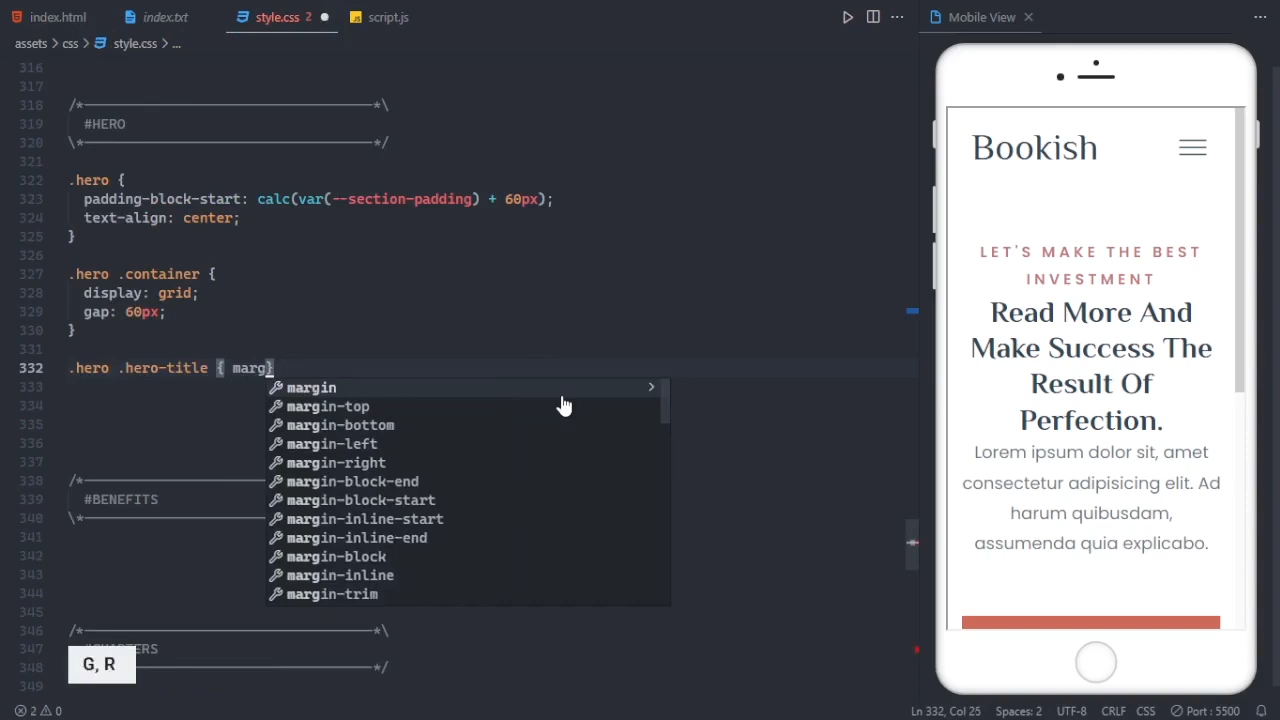 index.html
index.txt
style.css 2
script.js
Mobile View
assets > css > style.css > ...
316
317
318 /*
*\
319 #HERO
320 \*
*/
321
322 .hero {
323 padding-block-start: calc(var(--section-padding) + 60px);
324 text-align: center;
325 }
326
327 .hero .container {
328 display: grid;
329 gap: 60px;
330 }
331
332 .hero .hero-title { marg}
333
334
335
336
337
338 /*
339 #BENEFITS
340 \*
341
342
343
344
345
346 /*
*\
347
348
*/
349
margin
margin-top
margin-bottom
margin-left
margin-right
margin-block-end
margin-block-start
margin-inline-start
margin-inline-end
margin-block
margin-inline
margin-trim
G, R
Bookish
LET'S MAKE THE BEST
INVESTMENT
Read More And
Make Success The
Result Of
Perfection.
Lorem ipsum dolor sit, amet
consectetur adipisicing elit. Ad
harum quibusdam,
assumenda quia explicabo.
2 0
Ln 332, Col 25 Spaces: 2 UTF-8 CRLF CSS Port : 5500